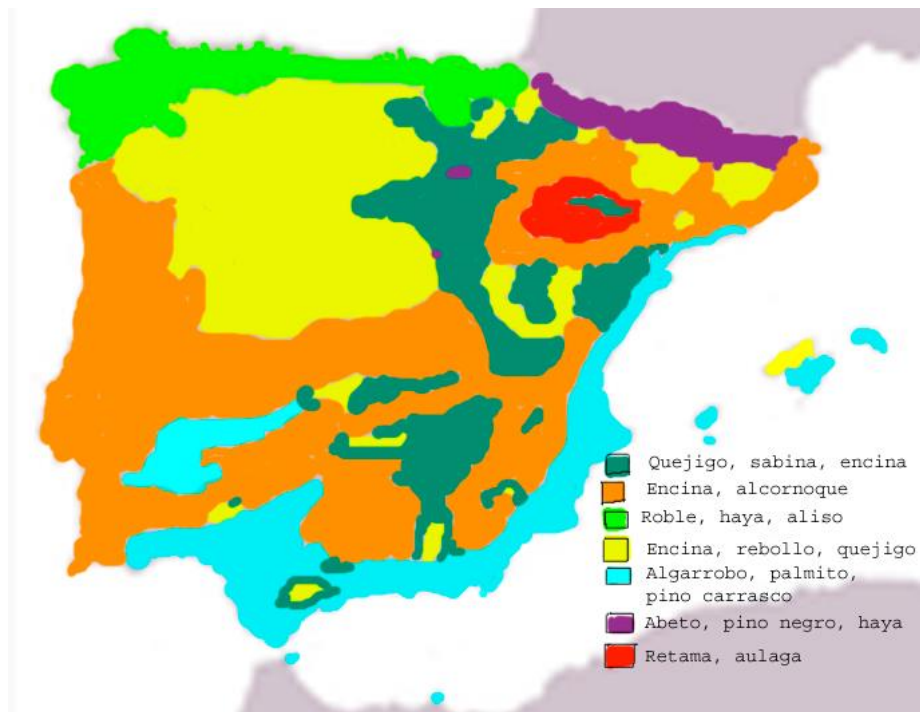 Quejigo, sabina, encina
Encina, alcornoque
Roble, haya, aliso
Encina, rebollo, quejigo
Algarrobo, palmito,
pino carrasco
Abeto, pino negro, haya
Retama, aulaga